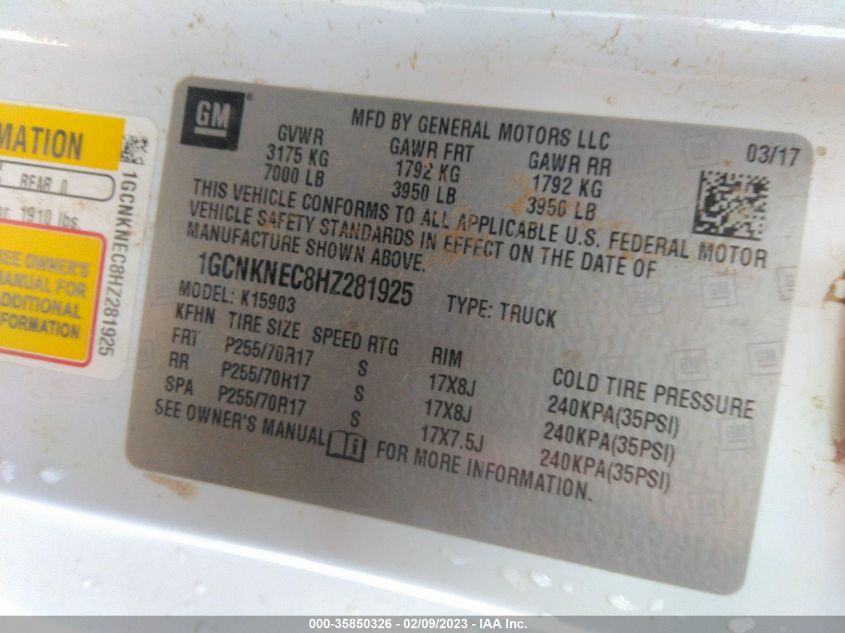 GM
MFD BY GENERAL MOTORS LLC
03/17
GVWR GAWR FRT GAWR RR
3175 KG 1792 KG 1792 KG
7000 LB 3950 LB 3950 LB
THIS VEHICLE CONFORMS TO ALL APPLICABLE U.S. FEDERAL MOTOR
VEHICLE SAFETY STANDARDS IN EFFECT ON THE DATE OF
MANUFACTURE SHOWN ABOVE.
1GCNKNEC8HZ281925 TYPE: TRUCK
MODEL: K15903
KFHN TIRE SIZE SPEED RTG RIM COLD TIRE PRESSURE
FRT P255/70R17 S 17X8J 240KPA(35PSI)
RR P255/70R17 S 17X8J 240KPA(35PSI)
SPA P255/70R17 S 17X7.5J 240KPA(35PSI)
SEE OWNER'S MANUAL FOR MORE INFORMATION.
MATION
REAR 0
1910 lbs.
SEE OWNER'S
MANUAL FOR
ADDITIONAL
INFORMATION
1GCNKNEC8HZ281925
000-35850326 - 02/09/2023 - IAA Inc.